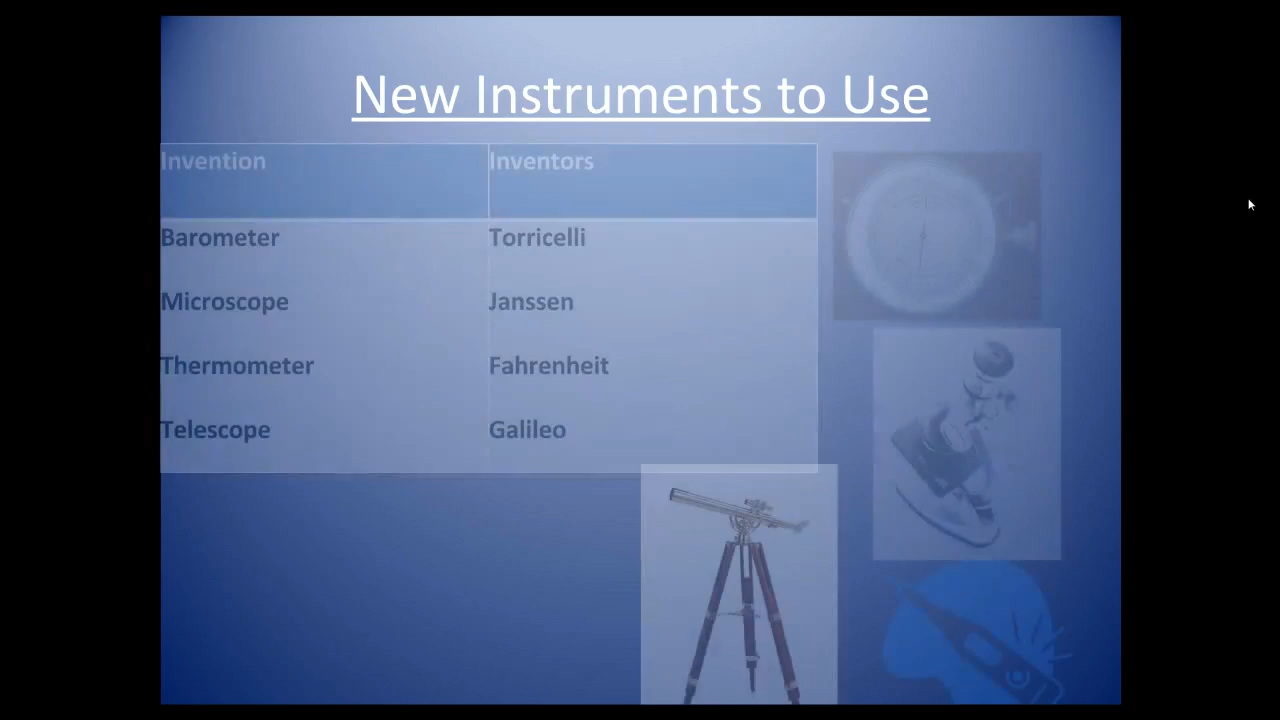 New Instruments to Use
Invention Inventors
Barometer Torricelli
Microscope Janssen
Thermometer Fahrenheit
Telescope Galileo